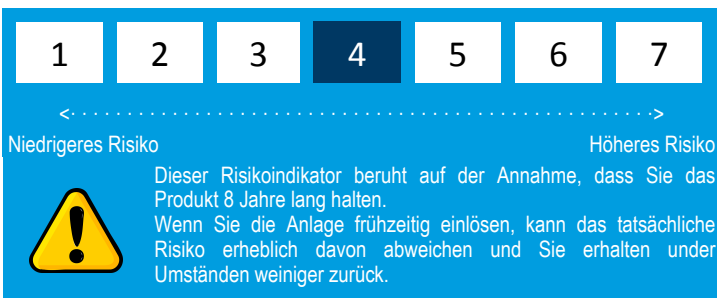 1 2 3 4 5 6 7
<· · · · · · · · · · · · · · · · · · · · · · · · · · · · · · · · · · · · · · · · · · · · · · · · · · · · ·>
Niedrigeres Risiko Höheres Risiko
Dieser Risikoindikator beruht auf der Annahme, dass Sie das
Produkt 8 Jahre lang halten.
Wenn Sie die Anlage frühzeitig einlösen, kann das tatsächliche
Risiko erheblich davon abweichen und Sie erhalten under
Umständen weiniger zurück.